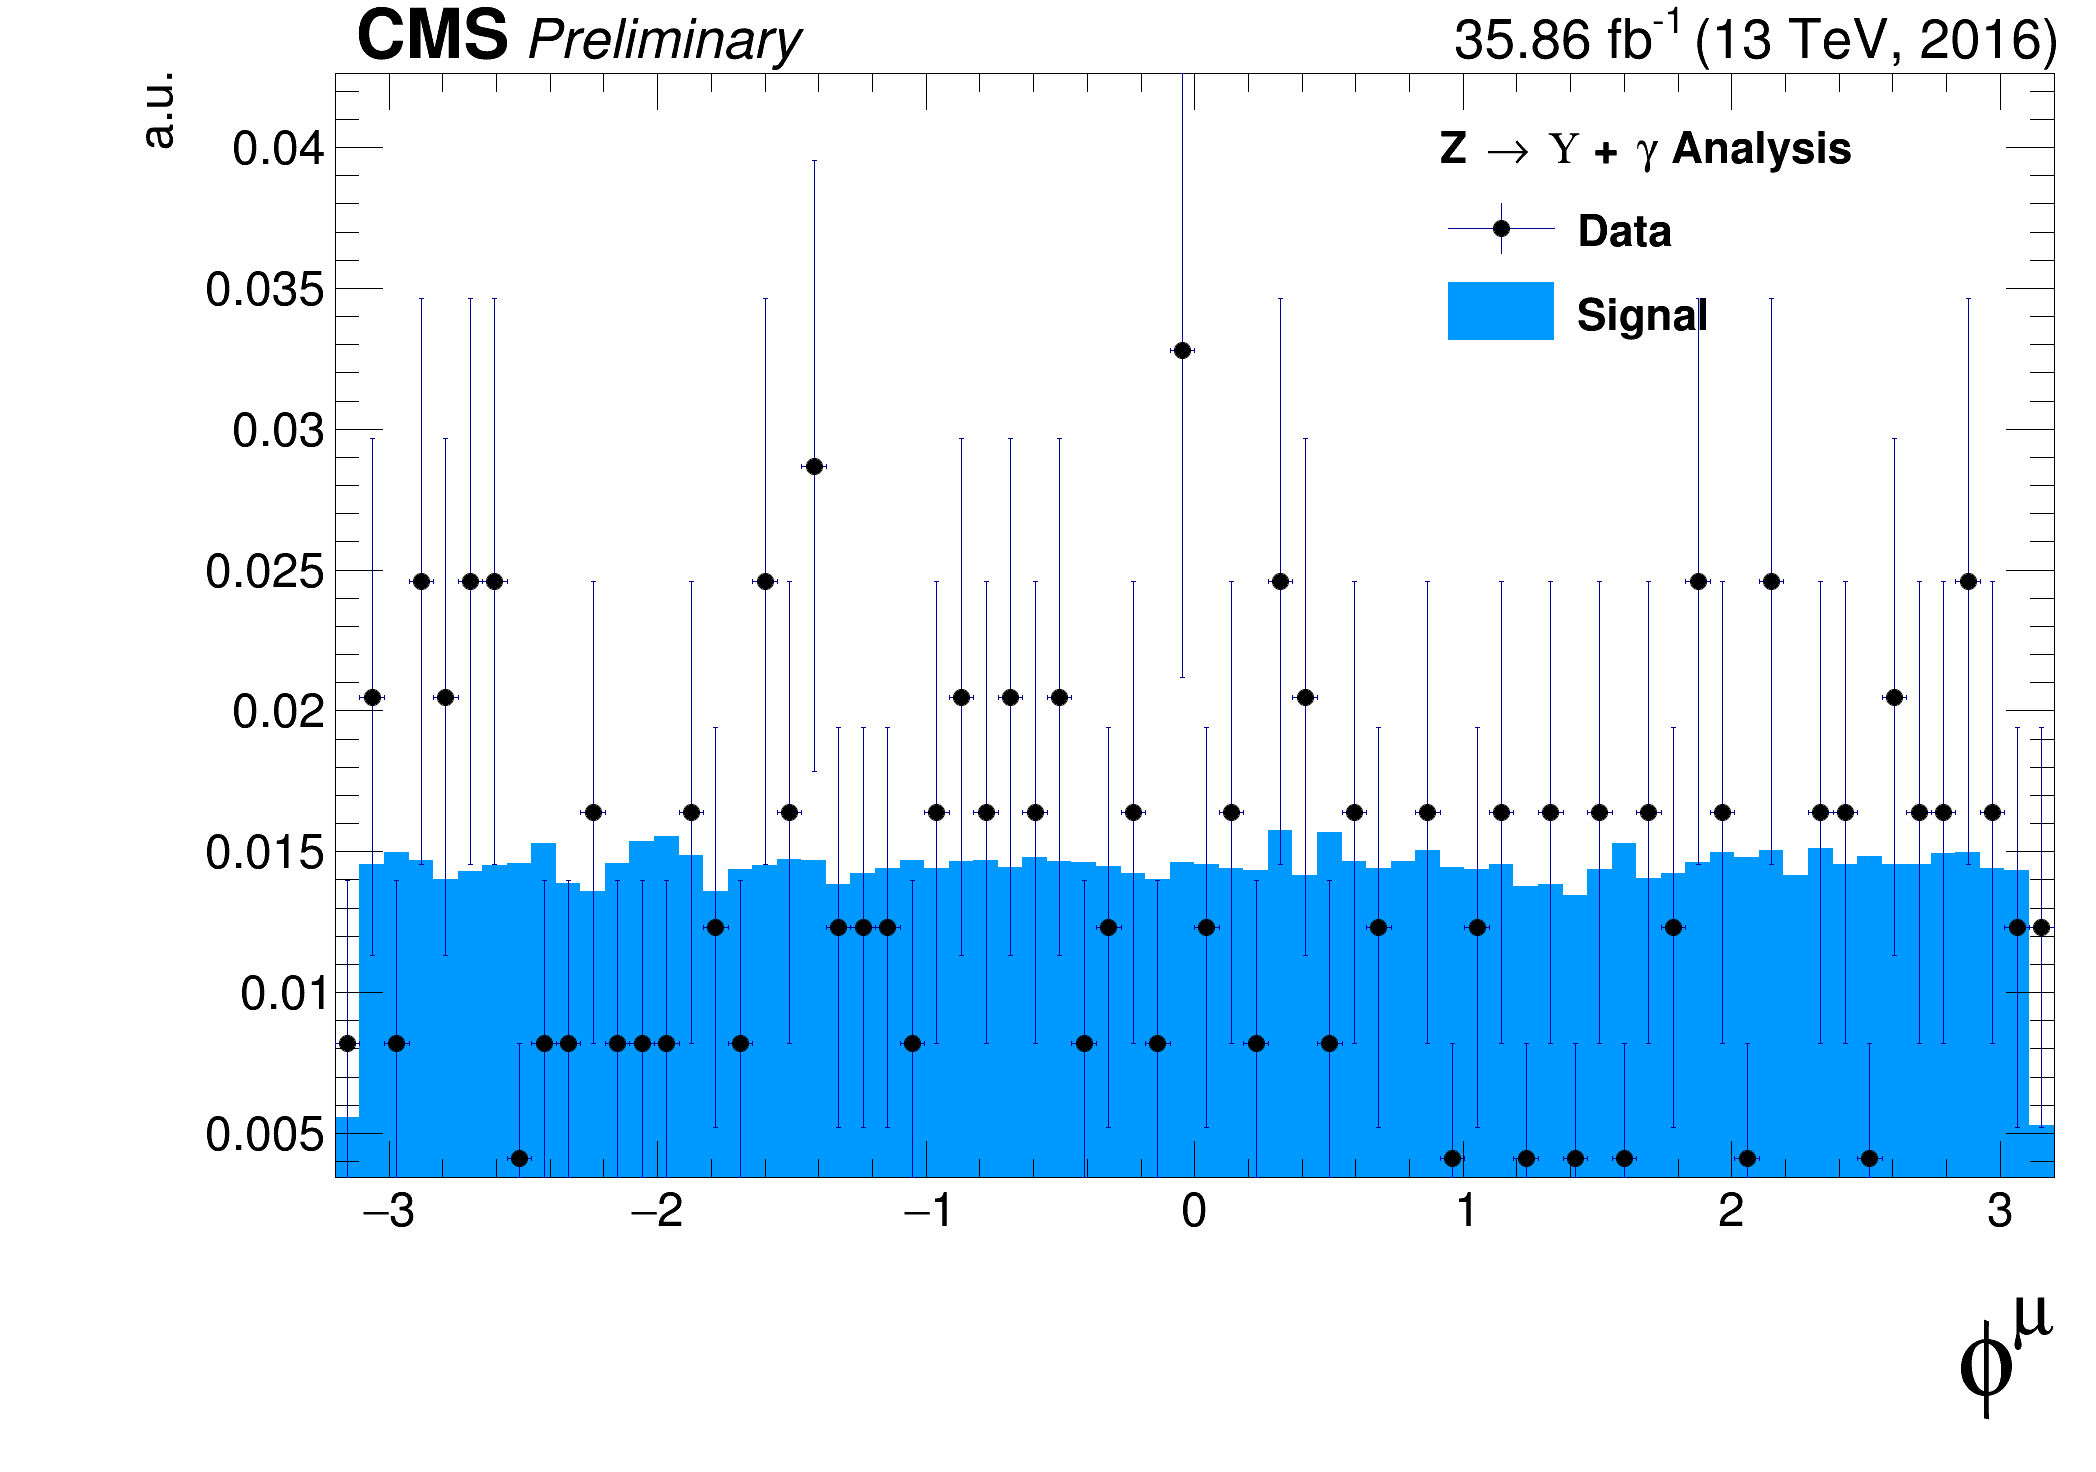 CMS Preliminary 35.86 fb⁻¹ (13 TeV, 2016)
a.u.
Z → Υ + γ Analysis
Data
Signal
0.04
0.035
0.03
0.025
0.02
0.015
0.01
0.005
−3 −2 −1 0 1 2 3
ϕ^μ